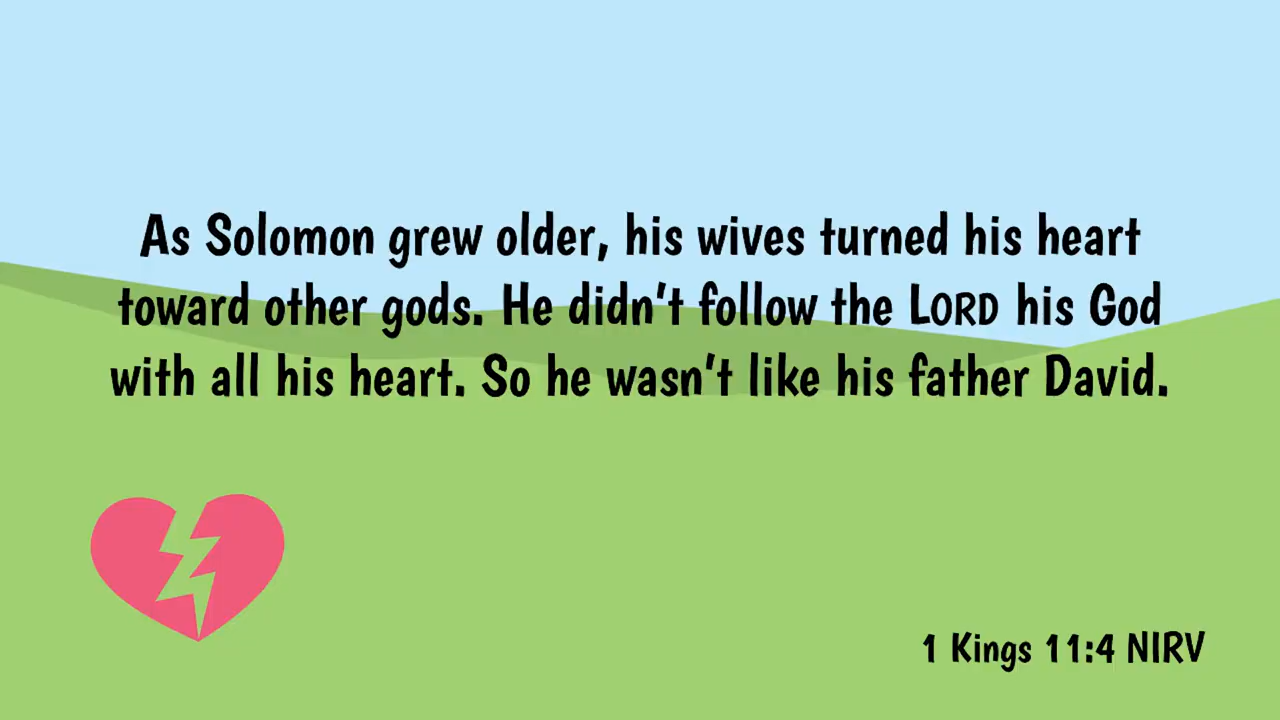 As Solomon grew older, his wives turned his heart
toward other gods. He didn't follow the LORD his God
with all his heart. So he wasn't like his father David.
1 Kings 11:4 NIRV